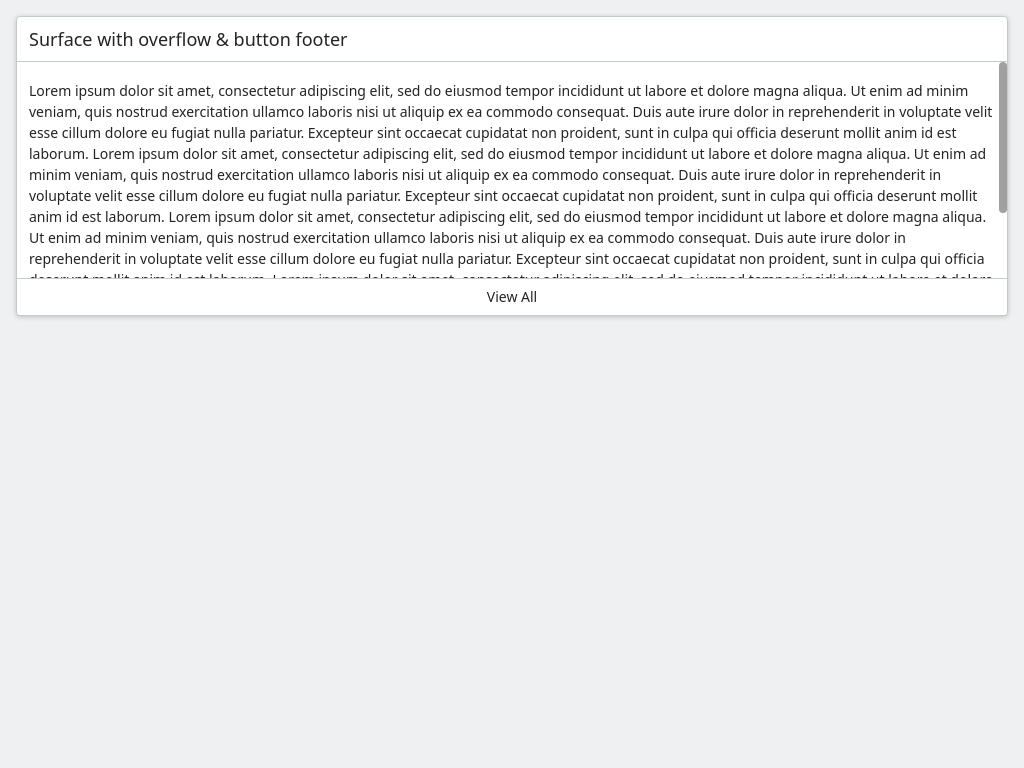 Surface with overflow & button footer
Lorem ipsum dolor sit amet, consectetur adipiscing elit, sed do eiusmod tempor incididunt ut labore et dolore magna aliqua. Ut enim ad minim
veniam, quis nostrud exercitation ullamco laboris nisi ut aliquip ex ea commodo consequat. Duis aute irure dolor in reprehenderit in voluptate velit
esse cillum dolore eu fugiat nulla pariatur. Excepteur sint occaecat cupidatat non proident, sunt in culpa qui officia deserunt mollit anim id est
laborum. Lorem ipsum dolor sit amet, consectetur adipiscing elit, sed do eiusmod tempor incididunt ut labore et dolore magna aliqua. Ut enim ad
minim veniam, quis nostrud exercitation ullamco laboris nisi ut aliquip ex ea commodo consequat. Duis aute irure dolor in reprehenderit in
voluptate velit esse cillum dolore eu fugiat nulla pariatur. Excepteur sint occaecat cupidatat non proident, sunt in culpa qui officia deserunt mollit
anim id est laborum. Lorem ipsum dolor sit amet, consectetur adipiscing elit, sed do eiusmod tempor incididunt ut labore et dolore magna aliqua.
Ut enim ad minim veniam, quis nostrud exercitation ullamco laboris nisi ut aliquip ex ea commodo consequat. Duis aute irure dolor in
reprehenderit in voluptate velit esse cillum dolore eu fugiat nulla pariatur. Excepteur sint occaecat cupidatat non proident, sunt in culpa qui officia
View All